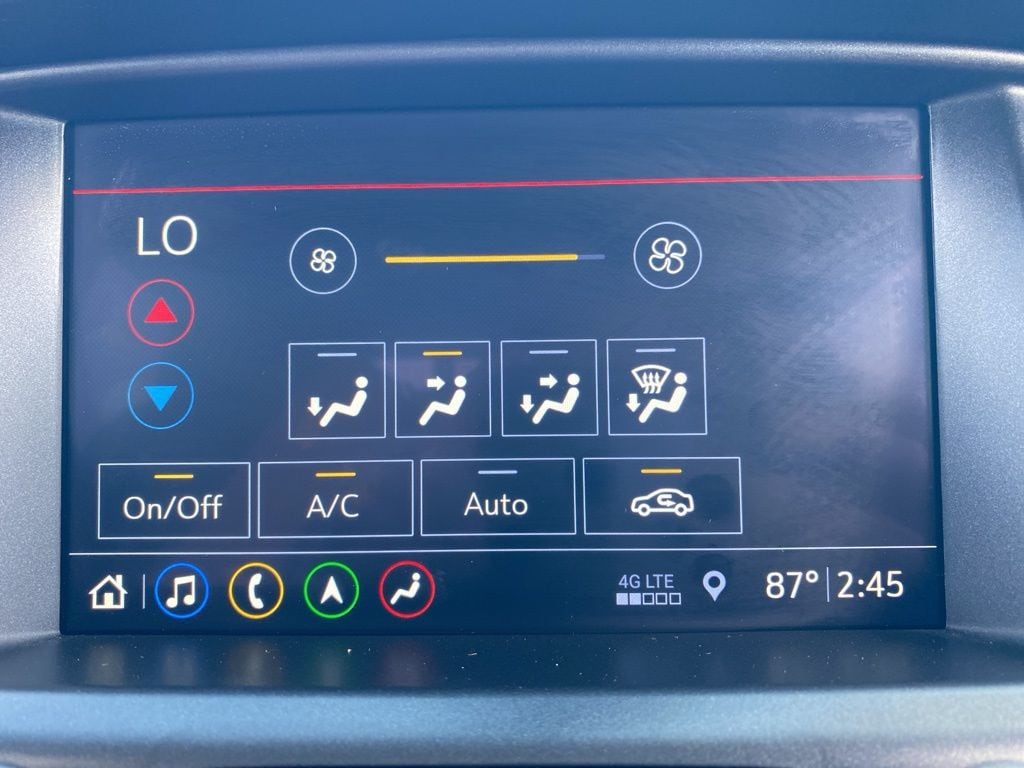 LO
On/Off
A/C
Auto
4G LTE
87° 2:45